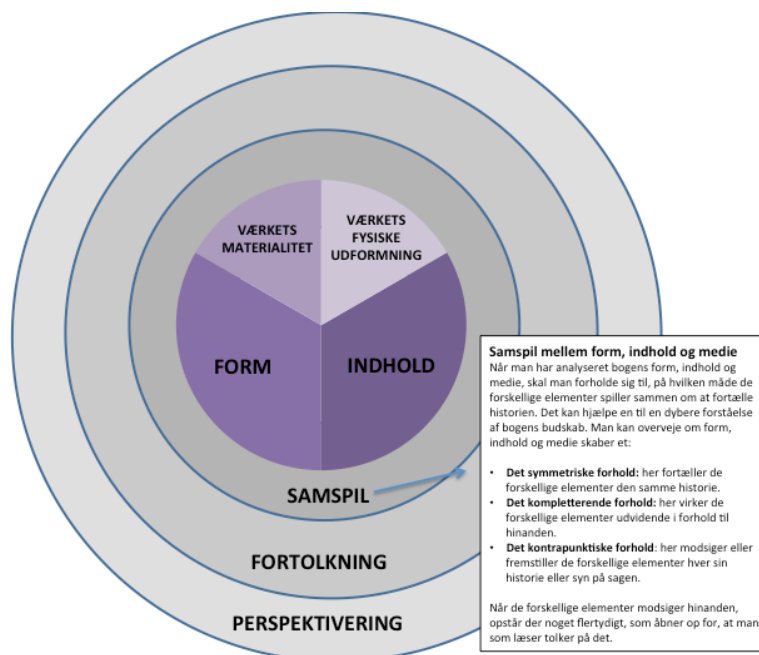 VÆRKETS
MATERIALITET
VÆRKETS
FYSISKE
UDFORMNING
FORM
INDHOLD
SAMSPIL
FORTOLKNING
PERSPEKTIVERING
Samspil mellem form, indhold og medie
Når man har analyseret bogens form, indhold og
medie, skal man forholde sig til, på hvilken måde de
forskellige elementer spiller sammen om at fortælle
historien. Det kan hjælpe en til en dybere forståelse
af bogens budskab. Man kan overveje om form,
indhold og medie skaber et:
• Det symmetriske forhold: her fortæller de
forskellige elementer den samme historie.
• Det kompletterende forhold: her virker de
forskellige elementer udvidende i forhold til
hinanden.
• Det kontrapunktiske forhold: her modsiger eller
fremstiller de forskellige elementer hver sin
historie eller syn på sagen.
Når de forskellige elementer modsiger hinanden,
opstår der noget flertydigt, som åbner op for, at man
som læser tolker på det.